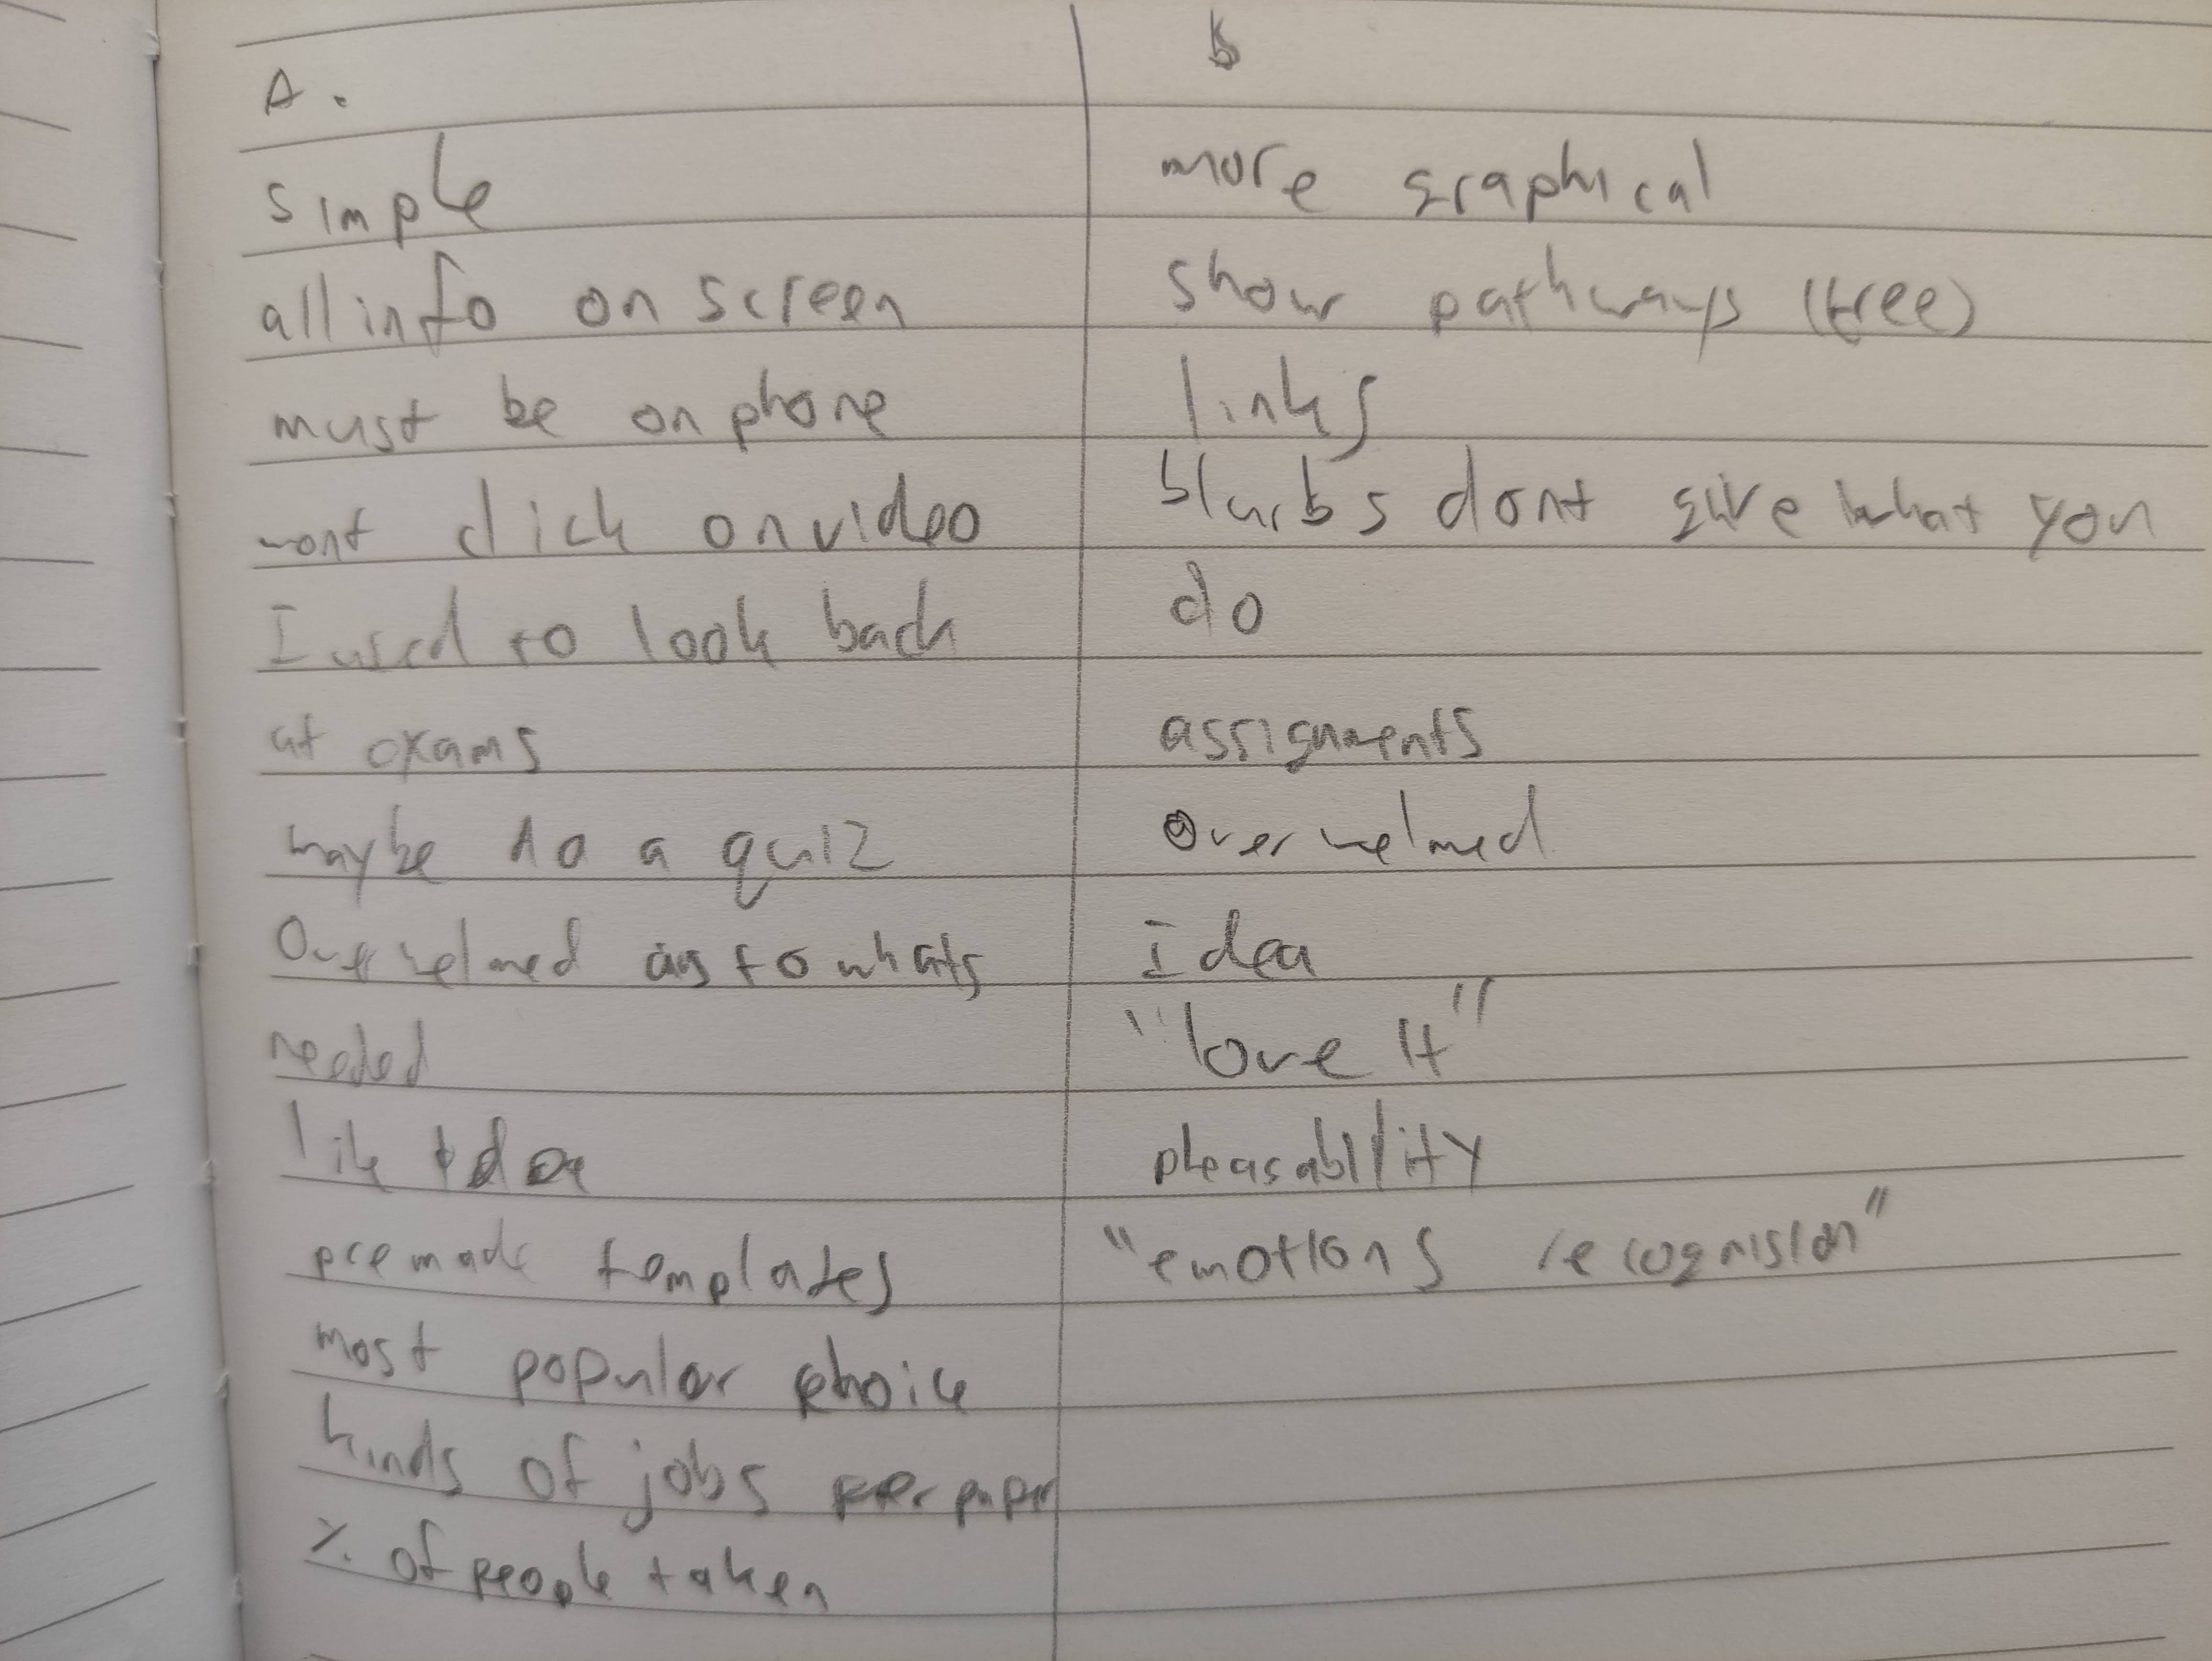 A.
simple
all info on screen
must be on phone
wont click on video
I used to look back
at exams
maybe do a quiz
Overwelmed as to whats
needed
like idea
premade templates
most popular choice
kinds of jobs per paper
% of people taken
b
more graphical
show pathways (tree)
links
blurbs dont give what you
do
assignments
overwelmed
Idea
"love it"
pleasability
"emotions recognision"